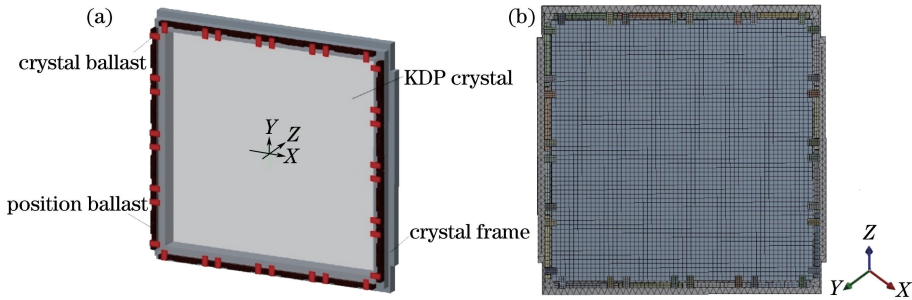 (a)
crystal ballast
KDP crystal
Y
Z
X
position ballast
crystal frame
(b)
Z
Y
X